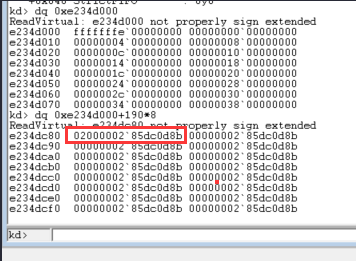 kd> dq 0xe234d000
ReadVirtual: e234d000 not properly sign extended
e234d000 fffffffe`00000000 00000000`00000000
e234d010 00000004`00000000 00000008`00000000
e234d020 0000000c`00000000 00000010`00000000
e234d030 00000014`00000000 00000018`00000000
e234d040 0000001c`00000000 00000020`00000000
e234d050 00000024`00000000 00000028`00000000
e234d060 0000002c`00000000 00000030`00000000
e234d070 00000034`00000000 00000038`00000000
kd> dq 0xe234d000+190*8
ReadVirtual: e234dc80 not properly sign extended
e234dc80 02000002`85dc0d8b 00000002`85dc0d8b
e234dc90 00000002`85dc0d8b 00000002`85dc0d8b
e234dca0 00000002`85dc0d8b 00000002`85dc0d8b
e234dcb0 00000002`85dc0d8b 00000002`85dc0d8b
e234dcc0 00000002`85dc0d8b 00000002`85dc0d8b
e234dcd0 00000002`85dc0d8b 00000002`85dc0d8b
e234dce0 00000002`85dc0d8b 00000002`85dc0d8b
e234dcf0 00000002`85dc0d8b 00000002`85dc0d8b
kd>